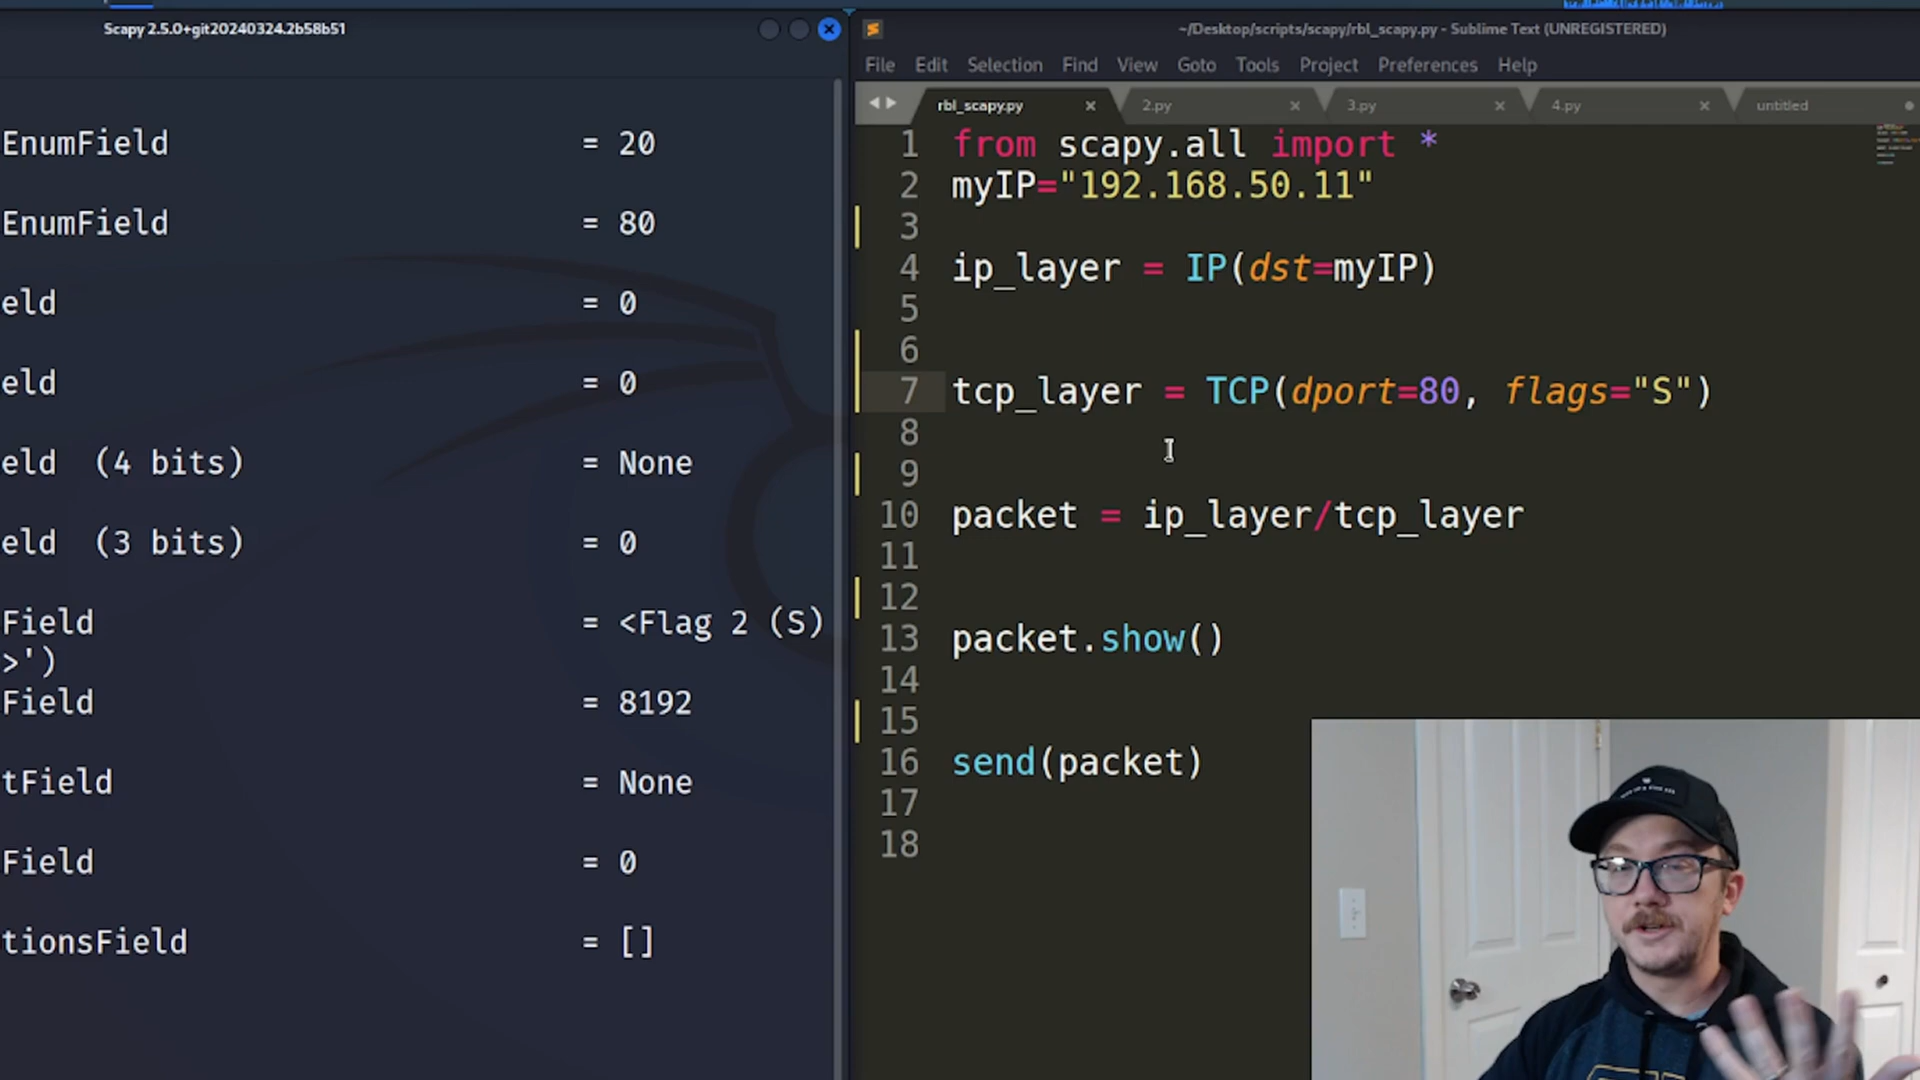 Scapy 2.5.0+git20240324.2b58b51
EnumField = 20
EnumField = 80
eld = 0
eld = 0
eld (4 bits) = None
eld (3 bits) = 0
Field = <Flag 2 (S)
>')
Field = 8192
tField = None
Field = 0
tionsField = []
~/Desktop/scripts/scapy/rbl_scapy.py - Sublime Text (UNREGISTERED)
File Edit Selection Find View Goto Tools Project Preferences Help
rbl_scapy.py 2.py 3.py 4.py untitled
1 from scapy.all import *
2 myIP="192.168.50.11"
3
4 ip_layer = IP(dst=myIP)
5
6
7 tcp_layer = TCP(dport=80, flags="S")
8
9
10 packet = ip_layer/tcp_layer
11
12
13 packet.show()
14
15
16 send(packet)
17
18